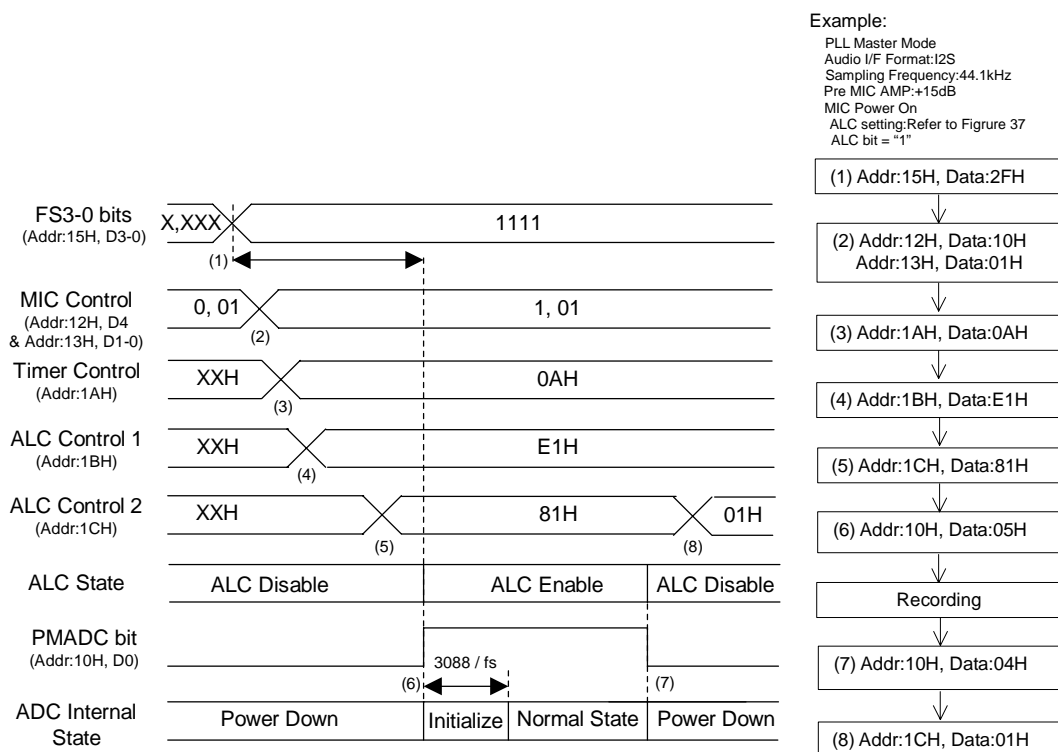 Example:
PLL Master Mode
Audio I/F Format:I2S
Sampling Frequency:44.1kHz
Pre MIC AMP:+15dB
MIC Power On
ALC setting:Refer to Figrure 37
ALC bit = “1”
(1) Addr:15H, Data:2FH
(2) Addr:12H, Data:10H
Addr:13H, Data:01H
(3) Addr:1AH, Data:0AH
(4) Addr:1BH, Data:E1H
(5) Addr:1CH, Data:81H
(6) Addr:10H, Data:05H
Recording
(7) Addr:10H, Data:04H
(8) Addr:1CH, Data:01H
FS3-0 bits
(Addr:15H, D3-0)
X,XXX
1111
(1)
MIC Control
(Addr:12H, D4
& Addr:13H, D1-0)
0, 01
1, 01
(2)
Timer Control
(Addr:1AH)
XXH
0AH
(3)
ALC Control 1
(Addr:1BH)
XXH
E1H
(4)
ALC Control 2
(Addr:1CH)
XXH
81H
01H
(5)
(8)
ALC State
ALC Disable
ALC Enable
ALC Disable
PMADC bit
(Addr:10H, D0)
3088 / fs
(6)
(7)
ADC Internal
State
Power Down
Initialize
Normal State
Power Down